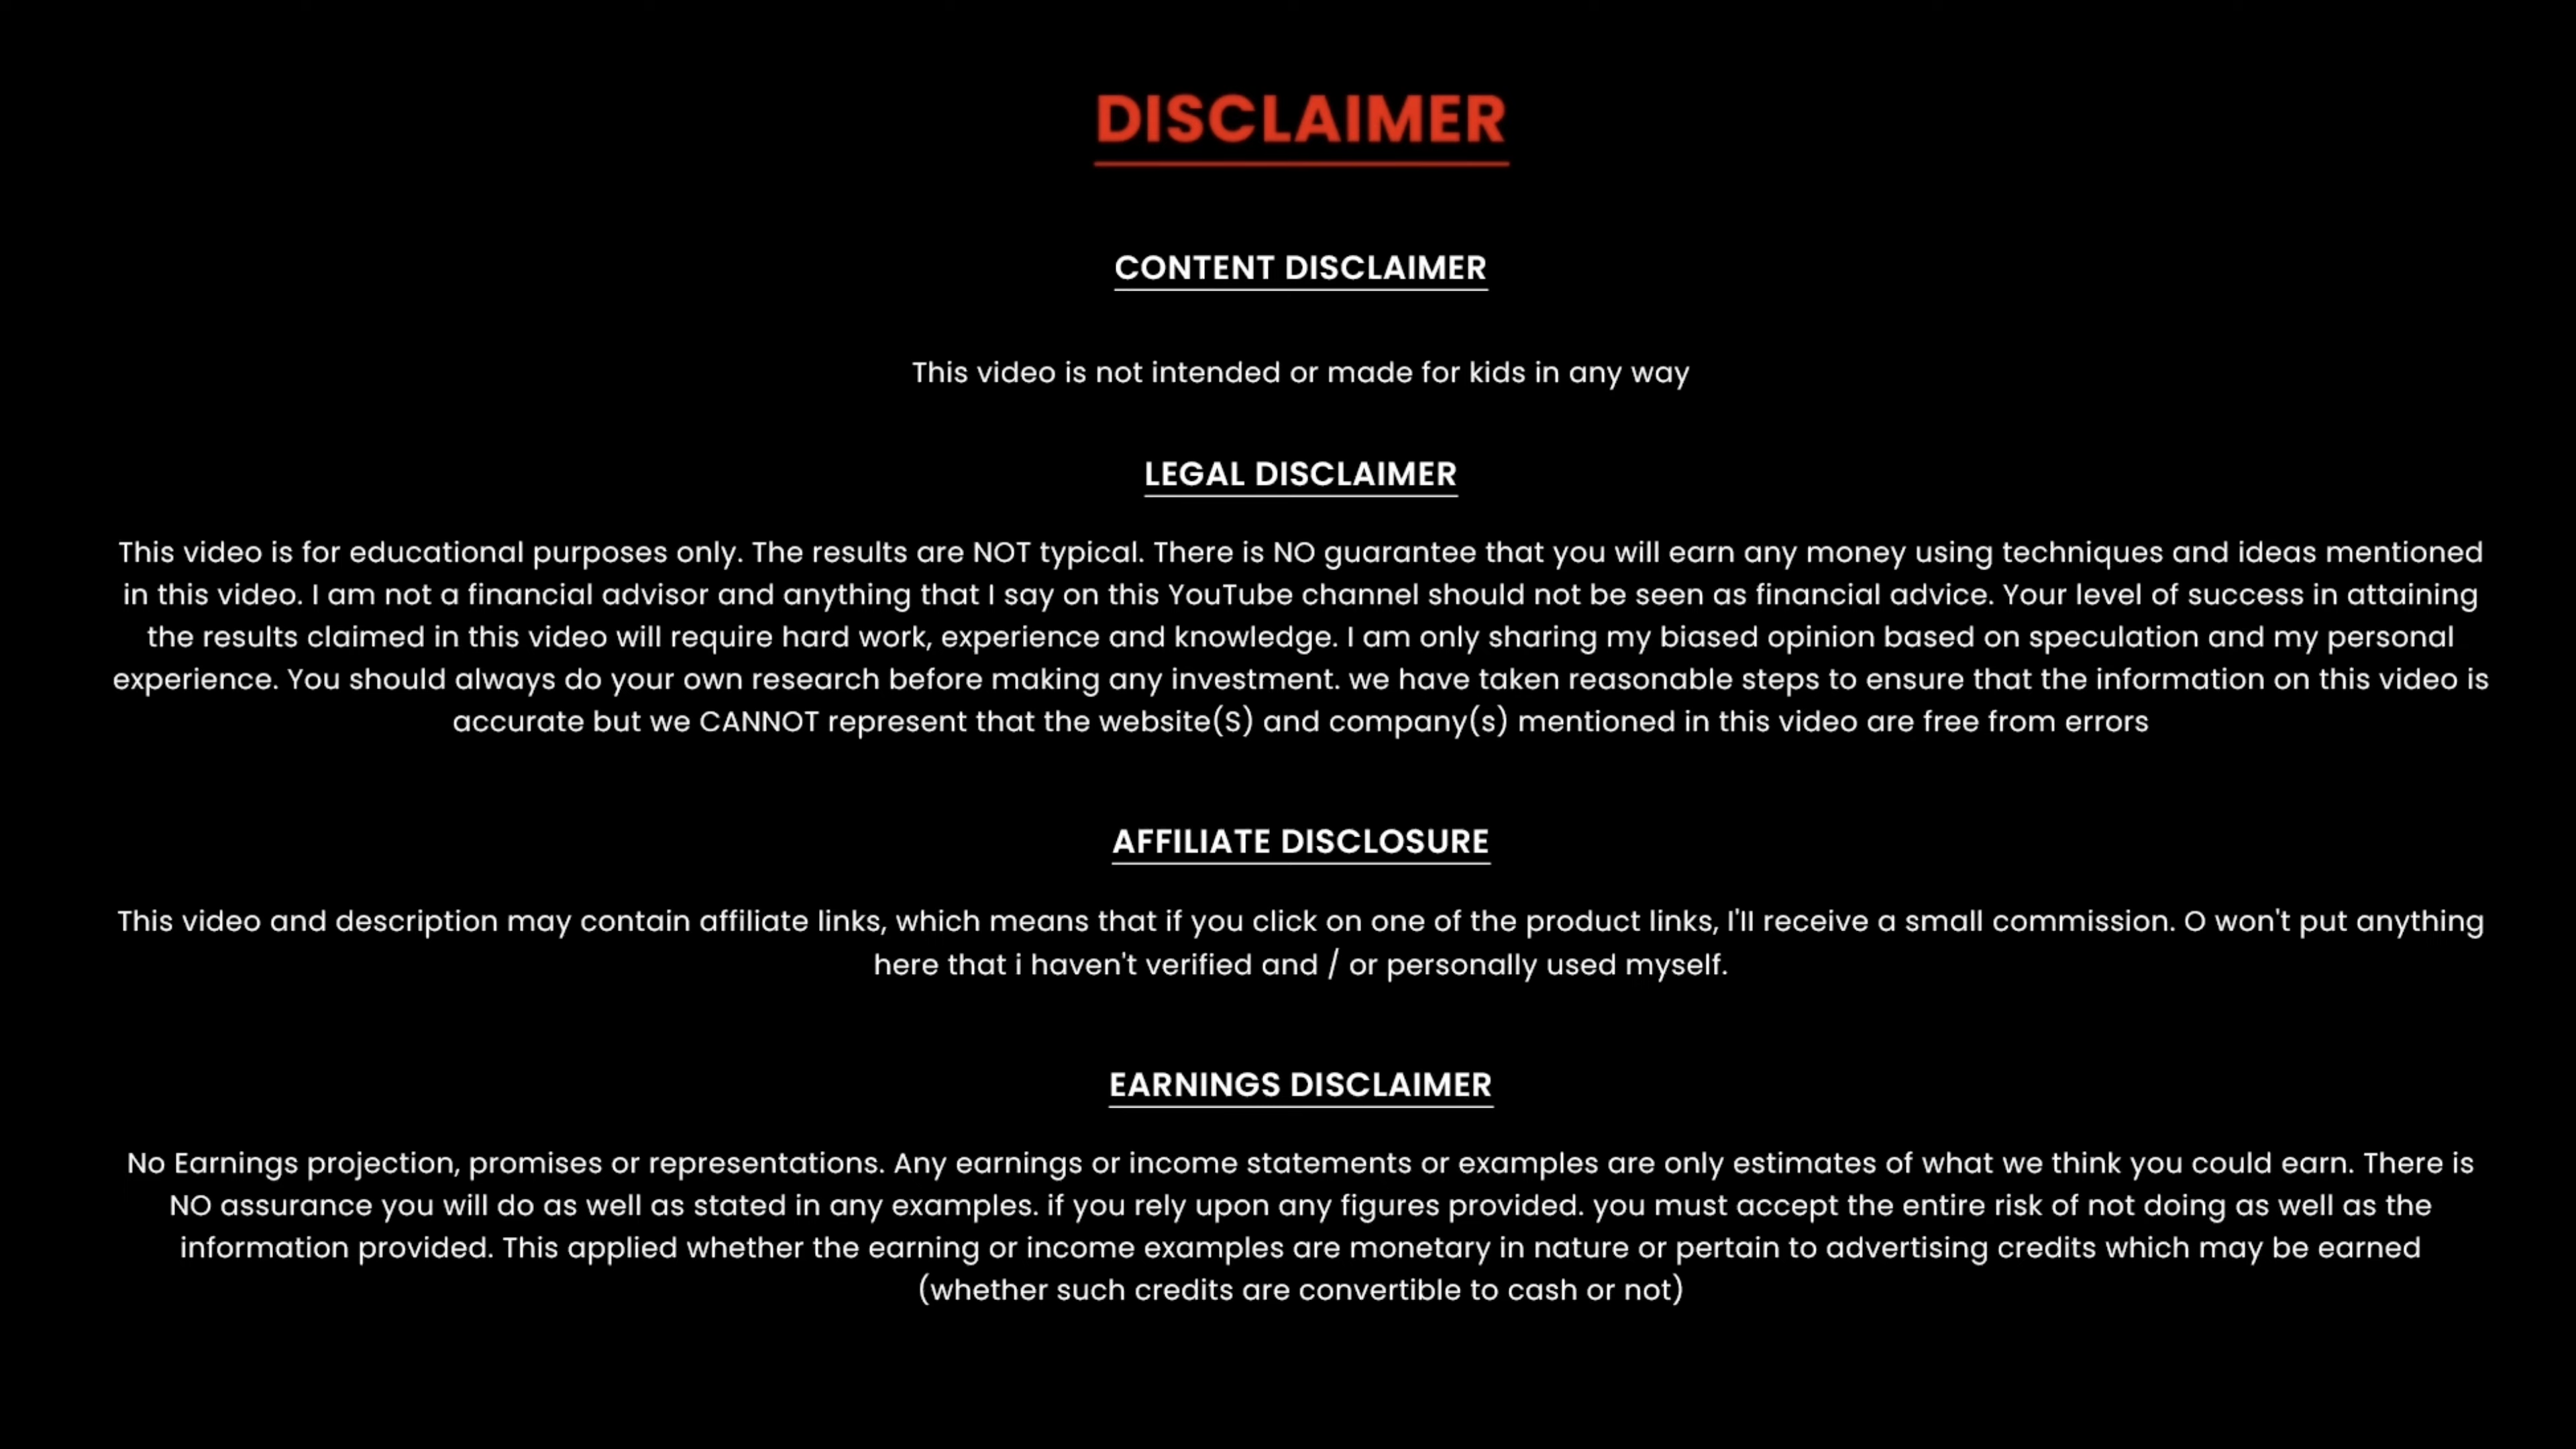 DISCLAIMER
CONTENT DISCLAIMER
This video is not intended or made for kids in any way
LEGAL DISCLAIMER
This video is for educational purposes only. The results are NOT typical. There is NO guarantee that you will earn any money using techniques and ideas mentioned
in this video. I am not a financial advisor and anything that I say on this YouTube channel should not be seen as financial advice. Your level of success in attaining
the results claimed in this video will require hard work, experience and knowledge. I am only sharing my biased opinion based on speculation and my personal
experience. You should always do your own research before making any investment. we have taken reasonable steps to ensure that the information on this video is
accurate but we CANNOT represent that the website(S) and company(s) mentioned in this video are free from errors
AFFILIATE DISCLOSURE
This video and description may contain affiliate links, which means that if you click on one of the product links, I'll receive a small commission. O won't put anything
here that i haven't verified and / or personally used myself.
EARNINGS DISCLAIMER
No Earnings projection, promises or representations. Any earnings or income statements or examples are only estimates of what we think you could earn. There is
NO assurance you will do as well as stated in any examples. if you rely upon any figures provided. you must accept the entire risk of not doing as well as the
information provided. This applied whether the earning or income examples are monetary in nature or pertain to advertising credits which may be earned
(whether such credits are convertible to cash or not)